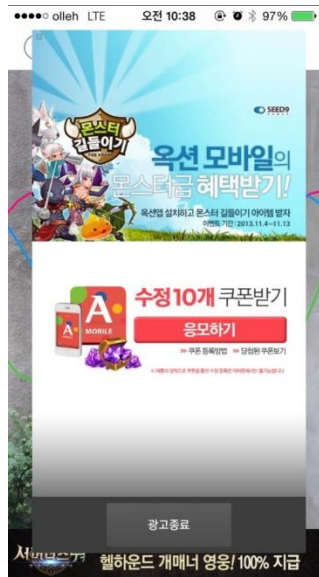 olleh LTE 오전 10:38 97%
SEED9
몬스터
길들이기
FOR KAKAO
옥션 모바일의
몬스터급 혜택받기!
옥션앱 설치하고 몬스터 길들이기 아이템 받자
이벤트 기간 : 2013.11.4~11.13
A
MOBILE
수정 10개 쿠폰받기
응모하기
쿠폰 등록방법 당첨된 쿠폰보기
광고종료
헬하운드 개매너 영웅! 100% 지급